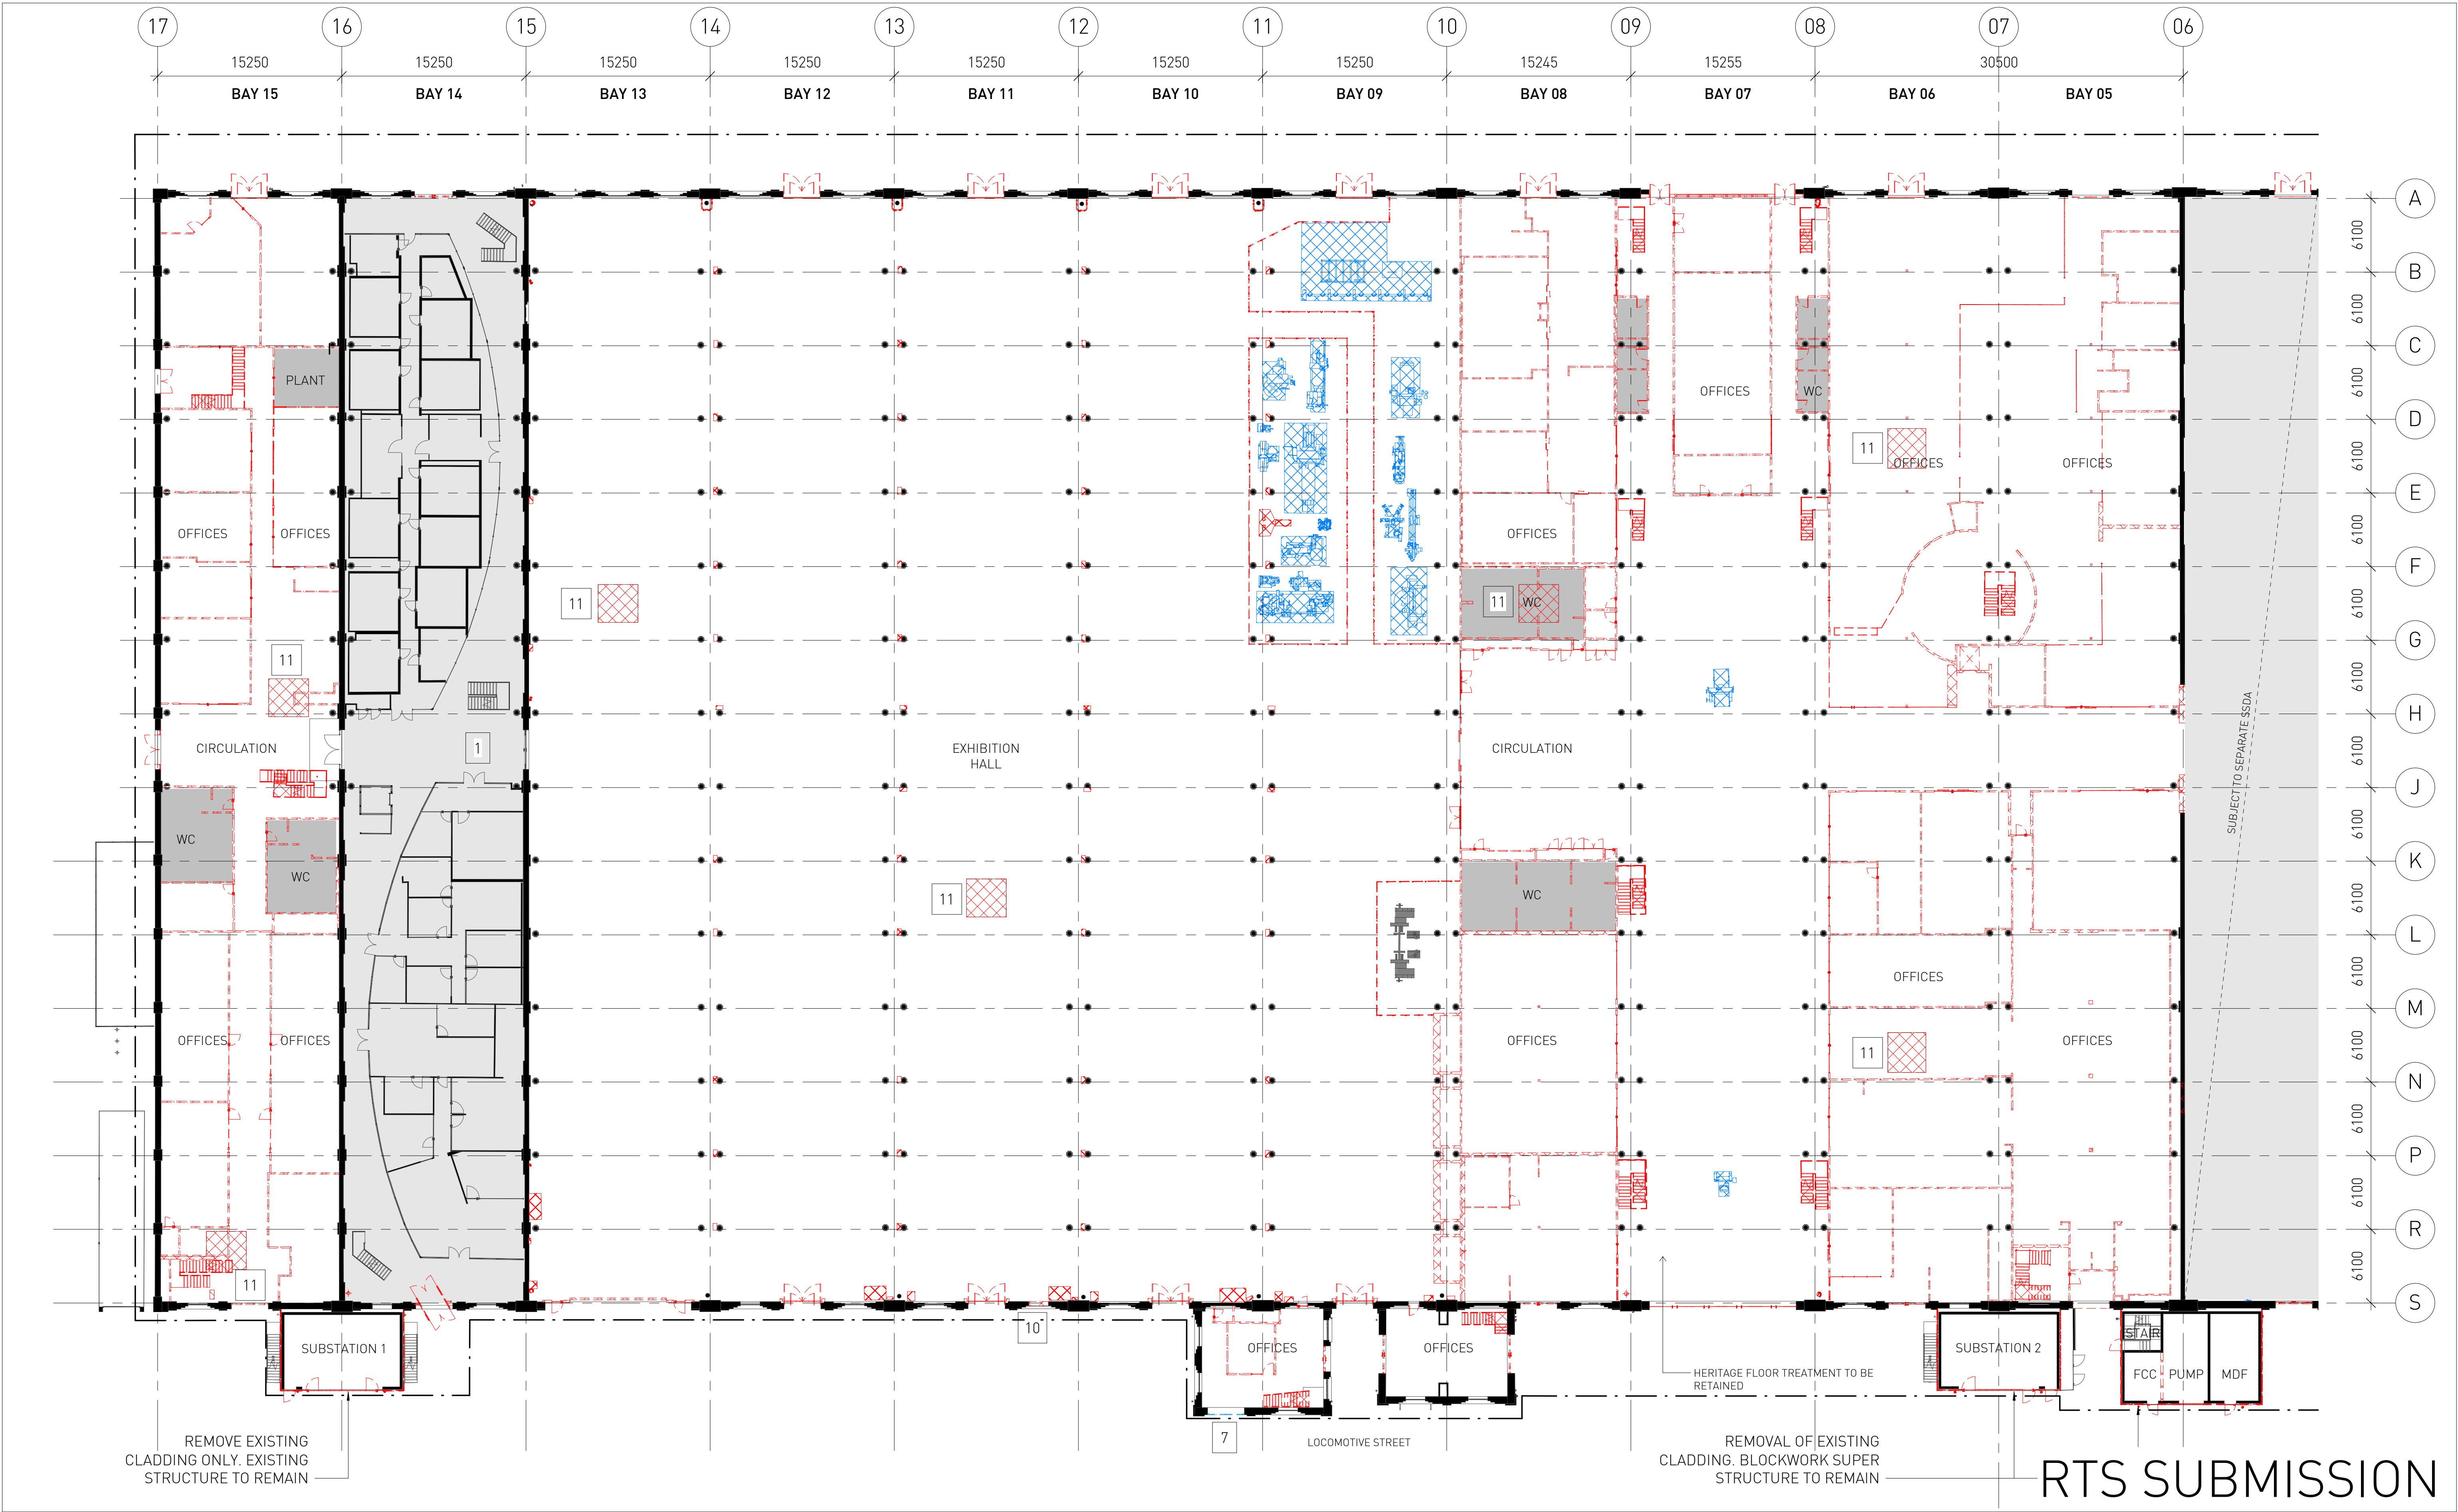 17 16 15 14 13 12 11 10 09 08 07 06
15250 15250 15250 15250 15250 15250 15250 15245 15255 30500
BAY 15 BAY 14 BAY 13 BAY 12 BAY 11 BAY 10 BAY 09 BAY 08 BAY 07 BAY 06 BAY 05
A
6100
B
6100
C
6100
PLANT
OFFICES
WC
D
6100
11
OFFICES
OFFICES
E
6100
OFFICES
OFFICES
OFFICES
F
6100
11
11
WC
G
6100
11
H
6100
CIRCULATION
1
EXHIBITION
HALL
CIRCULATION
SUBJECT TO SEPARATE SSDA
J
6100
WC
K
6100
WC
11
WC
L
6100
OFFICES
M
6100
OFFICES
OFFICES
OFFICES
11
OFFICES
N
6100
P
6100
R
6100
11
S
10
SUBSTATION 1
OFFICES
OFFICES
SUBSTATION 2
STAIR
FCC
PUMP
MDF
HERITAGE FLOOR TREATMENT TO BE
RETAINED
7
LOCOMOTIVE STREET
REMOVE EXISTING
CLADDING ONLY. EXISTING
STRUCTURE TO REMAIN
REMOVAL OF EXISTING
CLADDING. BLOCKWORK SUPER
STRUCTURE TO REMAIN
RTS SUBMISSION